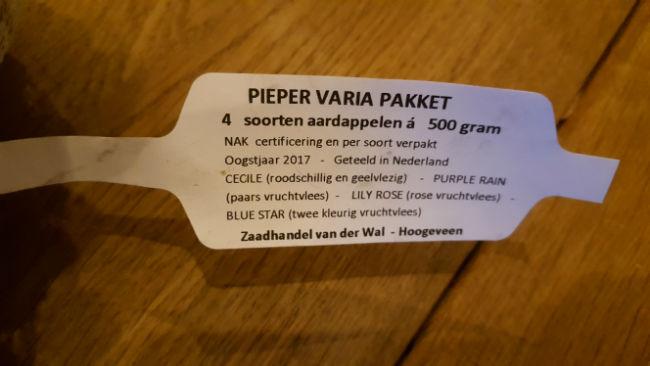 PIEPER VARIA PAKKET
4 soorten aardappelen á 500 gram
NAK certificering en per soort verpakt
Oogstjaar 2017 - Geteeld in Nederland
CECILE (roodschillig en geelvlezig) - PURPLE RAIN
(paars vruchtvlees) - LILY ROSE (rose vruchtvlees) -
BLUE STAR (twee kleurig vruchtvlees)
Zaadhandel van der Wal - Hoogeveen